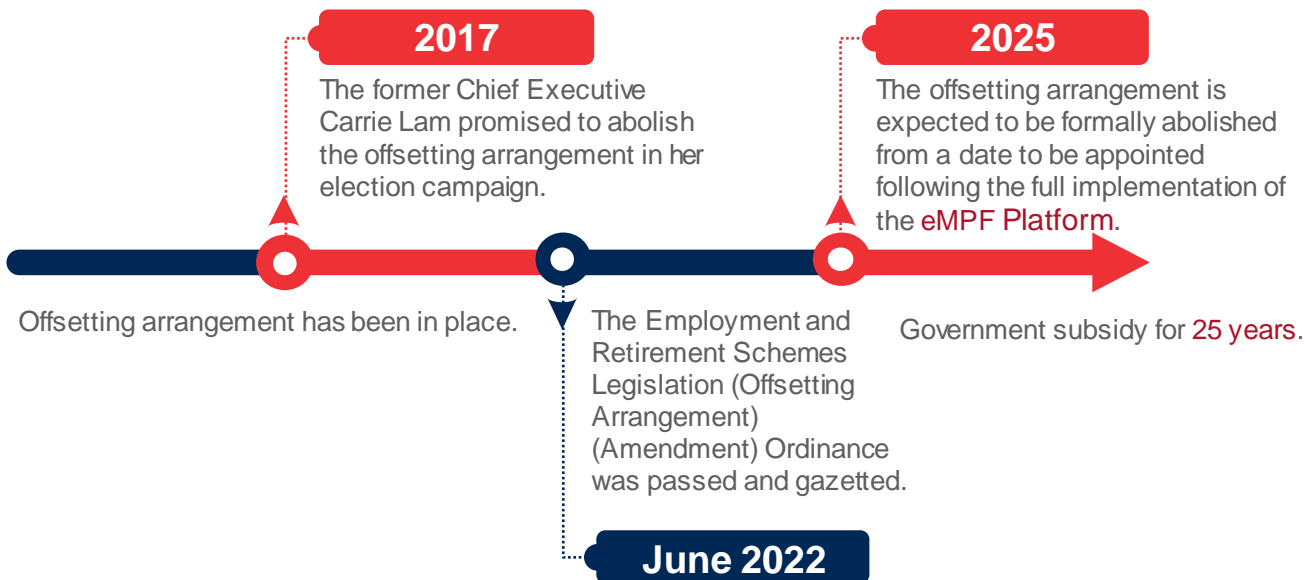 2017
The former Chief Executive
Carrie Lam promised to abolish
the offsetting arrangement in her
election campaign.
2025
The offsetting arrangement is
expected to be formally abolished
from a date to be appointed
following the full implementation of
the eMPF Platform.
Offsetting arrangement has been in place.
The Employment and
Retirement Schemes
Legislation (Offsetting
Arrangement)
(Amendment) Ordinance
was passed and gazetted.
June 2022
Government subsidy for 25 years.